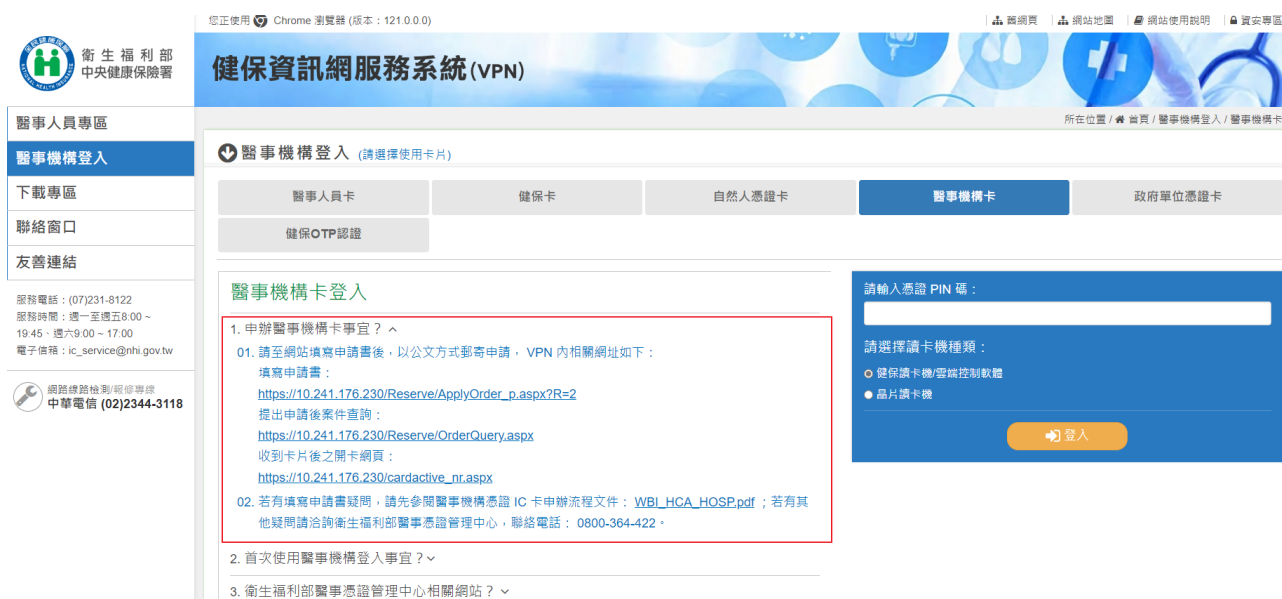 您正使用 Chrome 瀏覽器 (版本：121.0.0.0)
舊網頁 | 網站地圖 | 網站使用說明 | 資安專區
衛生福利部
中央健康保險署
健保資訊網服務系統(VPN)
所在位置 / 首頁 / 醫事機構登入 / 醫事機構卡
醫事人員專區
醫事機構登入
下載專區
聯絡窗口
友善連結
服務電話：(07)231-8122
服務時間：週一至週五8:00 ~
19:45、週六9:00 ~ 17:00
電子信箱：ic_service@nhi.gov.tw
網路線路檢測/報修專線
中華電信 (02)2344-3118
醫事機構登入 (請選擇使用卡片)
醫事人員卡
健保卡
自然人憑證卡
醫事機構卡
政府單位憑證卡
健保OTP認證
醫事機構卡登入
1. 申辦醫事機構卡事宜？
01. 請至網站填寫申請書後，以公文方式郵寄申請， VPN 內相關網址如下：
填寫申請書：
https://10.241.176.230/Reserve/ApplyOrder_p.aspx?R=2
提出申請後案件查詢：
https://10.241.176.230/Reserve/OrderQuery.aspx
收到卡片後之開卡網頁：
https://10.241.176.230/cardactive_nr.aspx
02. 若有填寫申請書疑問，請先參閱醫事機構憑證 IC 卡申辦流程文件： WBI_HCA_HOSP.pdf ；若有其
他疑問請洽詢衛生福利部醫事憑證管理中心，聯絡電話： 0800-364-422。
2. 首次使用醫事機構登入事宜？
3. 衛生福利部醫事憑證管理中心相關網站？
請輸入憑證 PIN 碼：
請選擇讀卡機種類：
健保讀卡機/雲端控制軟體
晶片讀卡機
登入